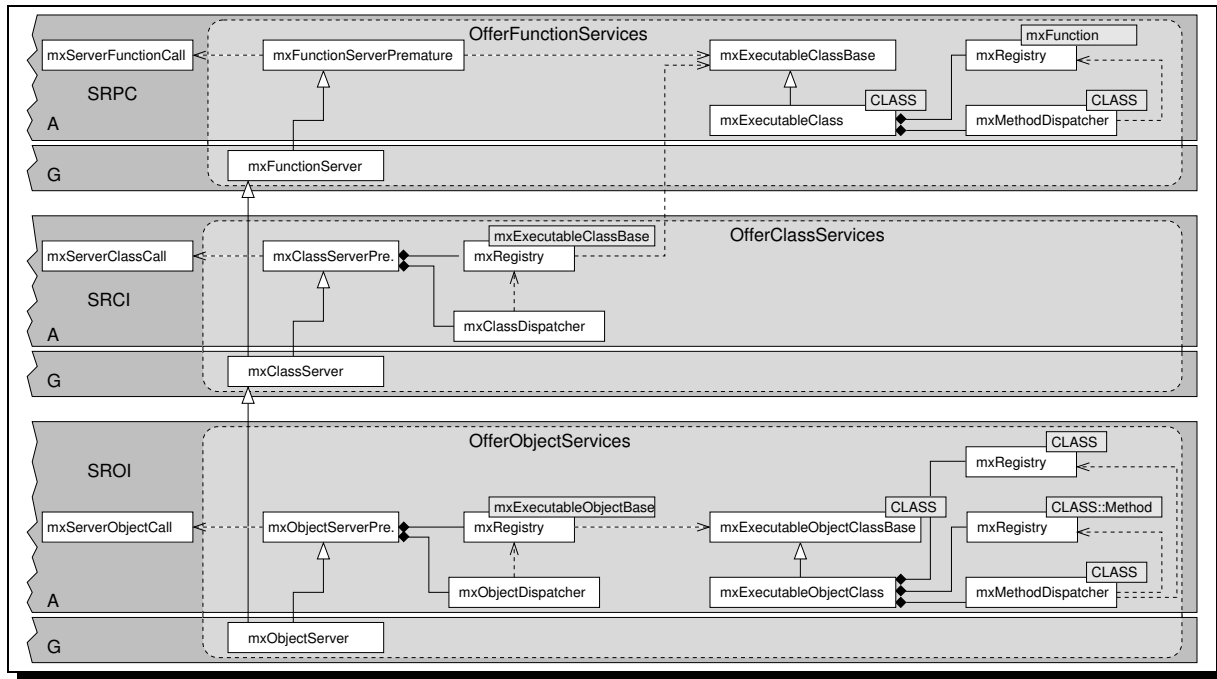 OfferFunctionServices
mxFunction
mxServerFunctionCall
mxFunctionServerPremature
mxExecutableClassBase
mxRegistry
SRPC
CLASS
CLASS
A
mxExecutableClass
mxMethodDispatcher
G
mxFunctionServer
mxExecutableClassBase
OfferClassServices
mxServerClassCall
mxClassServerPre.
mxRegistry
SRCI
mxClassDispatcher
A
G
mxClassServer
OfferObjectServices
CLASS
SROI
mxRegistry
mxExecutableObjectBase
CLASS
CLASS::Method
mxServerObjectCall
mxObjectServerPre.
mxRegistry
mxExecutableObjectClassBase
mxRegistry
CLASS
A
mxObjectDispatcher
mxExecutableObjectClass
mxMethodDispatcher
G
mxObjectServer